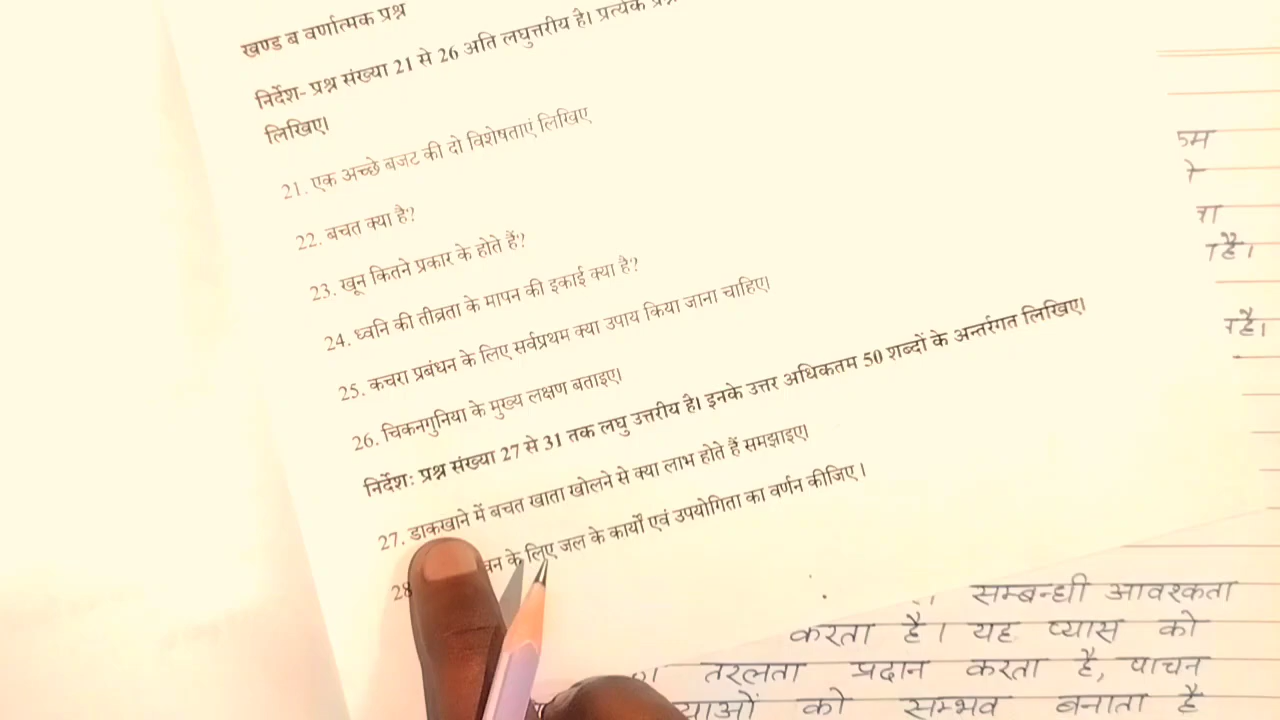 खण्ड ब वर्णात्मक प्रश्न
निर्देश- प्रश्न संख्या 21 से 26 अति लघुत्तरीय है। प्रत्येक
लिखिए।
21. एक अच्छे बजट की दो विशेषताएं लिखिए
22. बचत क्या है?
23. खून कितने प्रकार के होते हैं?
24. ध्वनि की तीव्रता के मापन की इकाई क्या है?
25. कचरा प्रबंधन के लिए सर्वप्रथम क्या उपाय किया जाना चाहिए।
26. चिकनगुनिया के मुख्य लक्षण बताइए।
निर्देश: प्रश्न संख्या 27 से 31 तक लघु उत्तरीय है। इनके उत्तर अधिकतम 50 शब्दों के अन्तर्रगत लिखिए।
27. डाकखाने में बचत खाता खोलने से क्या लाभ होते हैं समझाइए।
28 के लिए जल के कार्यों एवं उपयोगिता का वर्णन कीजिए ।
है।
है।
सम्बन्धी आवश्कता
करता है। यह प्यास को
तरलता प्रदान करता है, पाचन
को सम्भव बनाता है